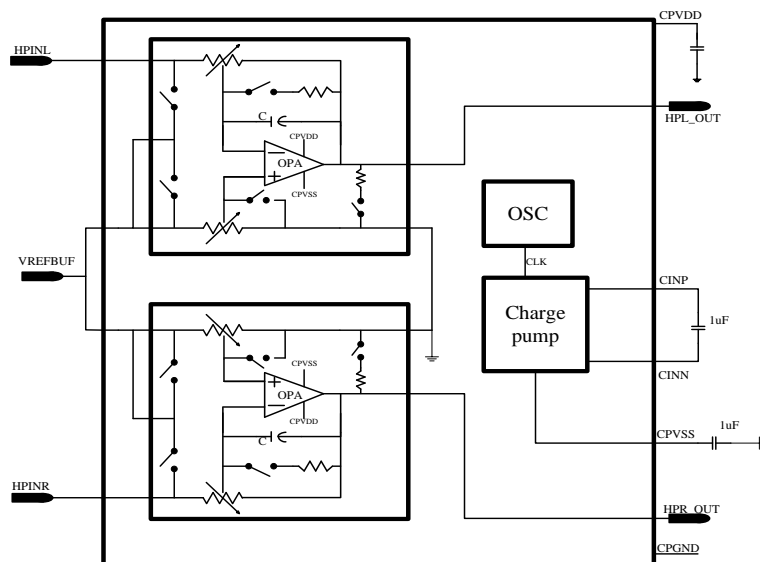 CPVDD
HPINL
C
CPVDD
OPA
CPVSS
HPL_OUT
OSC
CLK
VREFBUF
CINP
Charge
pump
1uF
CINN
CPVSS
OPA
CPVDD
C
1uF
CPVSS
HPINR
HPR_OUT
CPGND